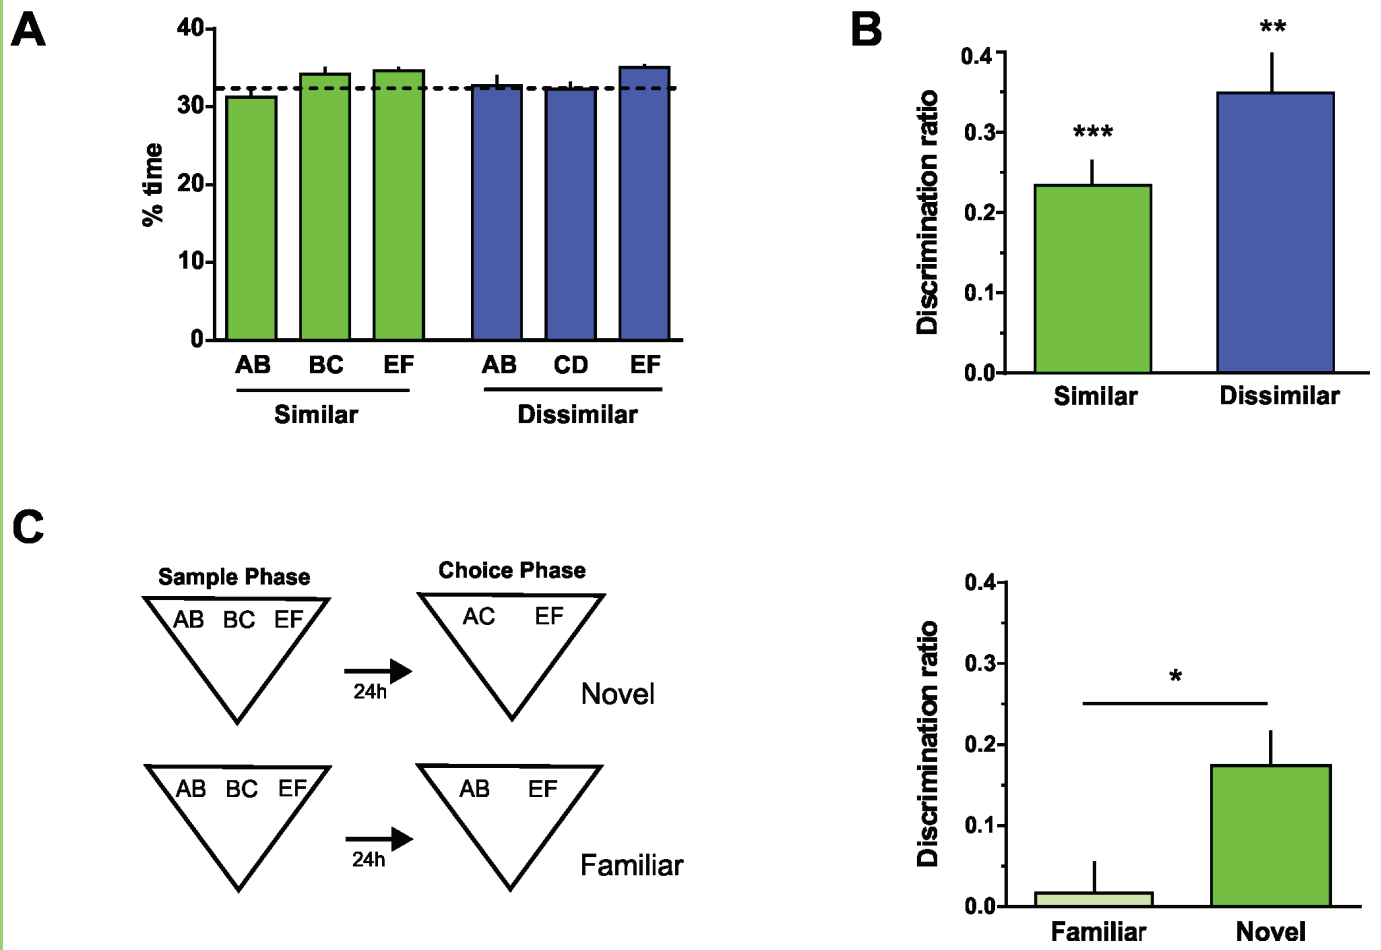 A
40
30
20
10
0
% time
AB BC EF AB CD EF
Similar Dissimilar
B
**
***
0.4
0.3
0.2
0.1
0.0
Discrimination ratio
Similar Dissimilar
C
Sample Phase Choice Phase
AB BC EF AC EF
24h
Novel
AB BC EF AB EF
24h
Familiar
0.4
0.3
0.2
0.1
0.0
Discrimination ratio
*
Familiar Novel